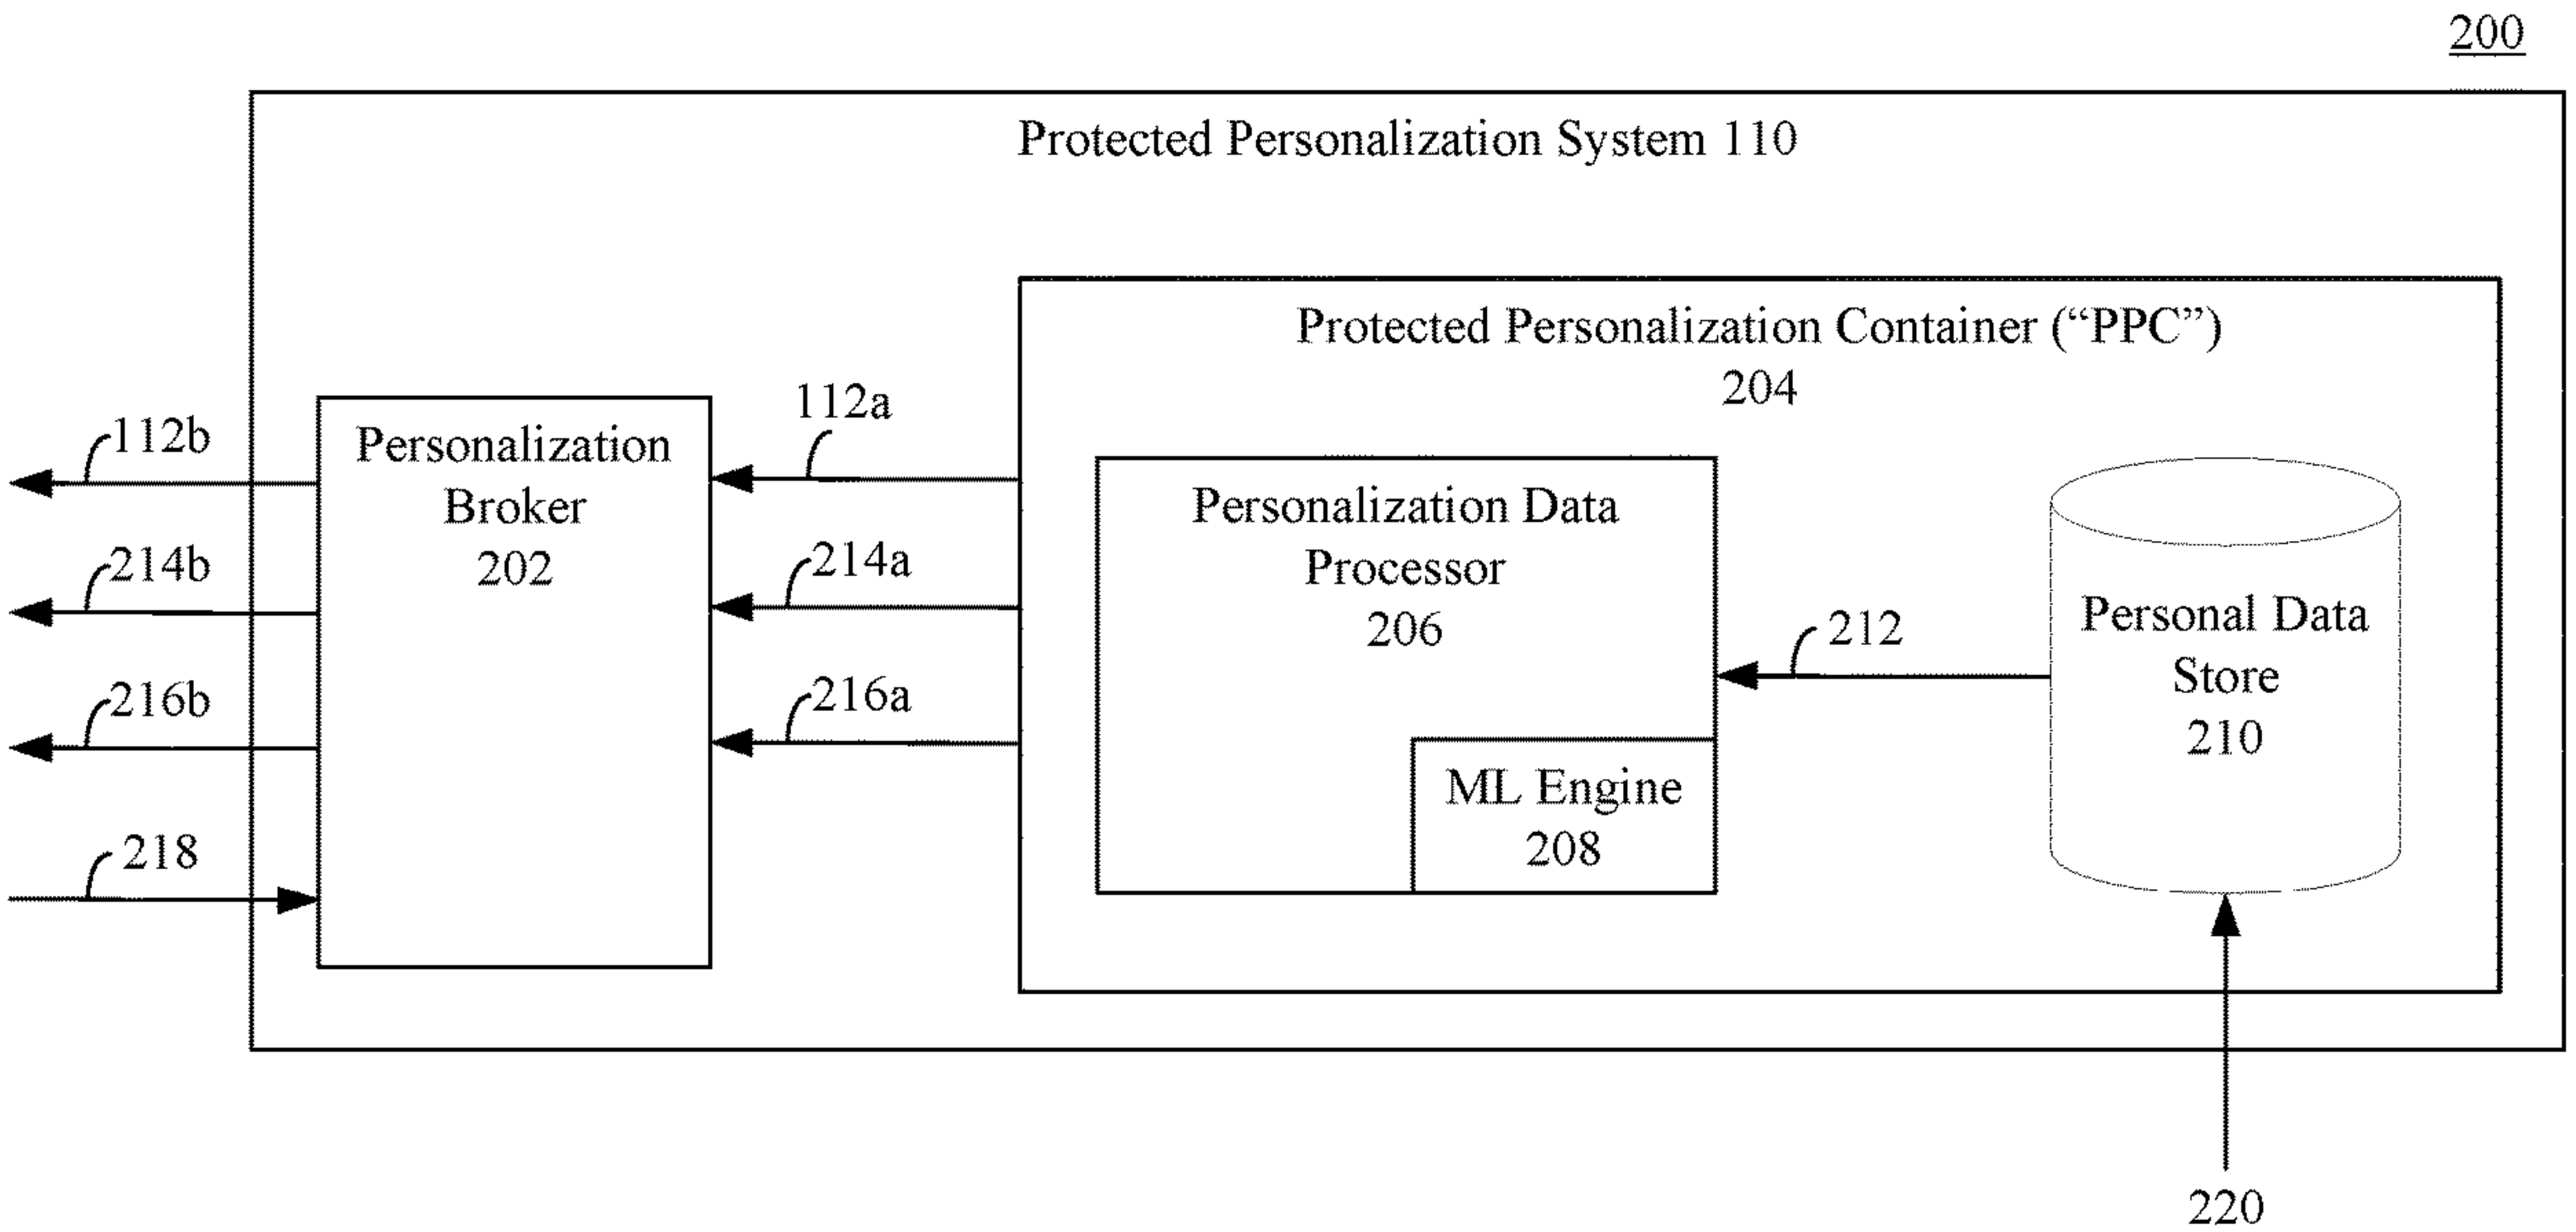 200
Protected Personalization System 110
Protected Personalization Container (“PPC”)
204
112b
Personalization
Broker
202
112a
Personalization Data
Processor
206
214b
214a
212
Personal Data
Store
210
216b
216a
ML Engine
208
218
220